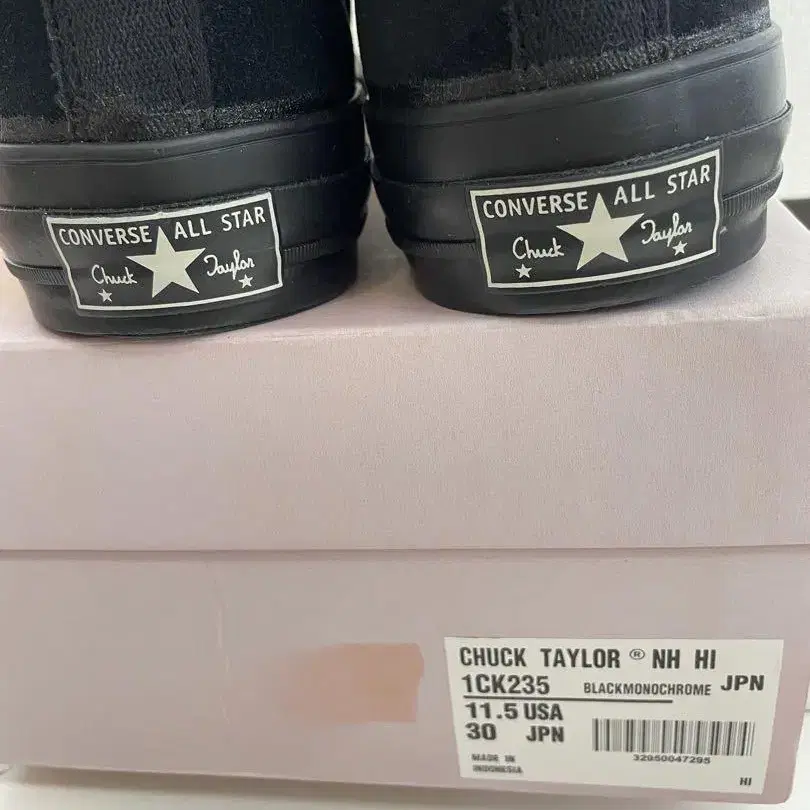 CONVERSE ALL STAR
Chuck Taylor
CONVERSE ALL STAR
Chuck Taylor
CHUCK TAYLOR ® NH HI
1CK235 BLACKMONOCHROME JPN
11.5 USA
30 JPN
32950047295
MADE IN
INDONESIA
HI